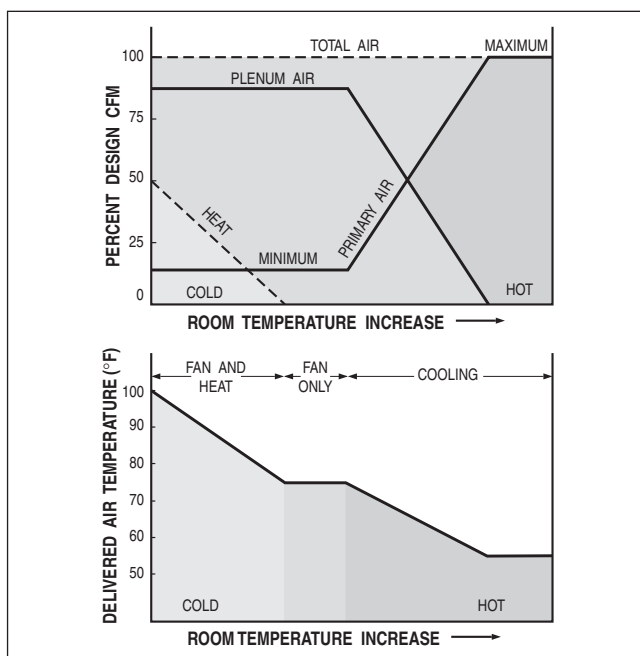 TOTAL AIR
MAXIMUM
100
PLENUM AIR
75
PERCENT DESIGN CFM
50
HEAT
PRIMARY AIR
25
MINIMUM
0
COLD
HOT
ROOM TEMPERATURE INCREASE
FAN AND
HEAT
FAN
ONLY
COOLING
DELIVERED AIR TEMPERATURE (°F)
100
90
80
70
60
50
COLD
HOT
ROOM TEMPERATURE INCREASE